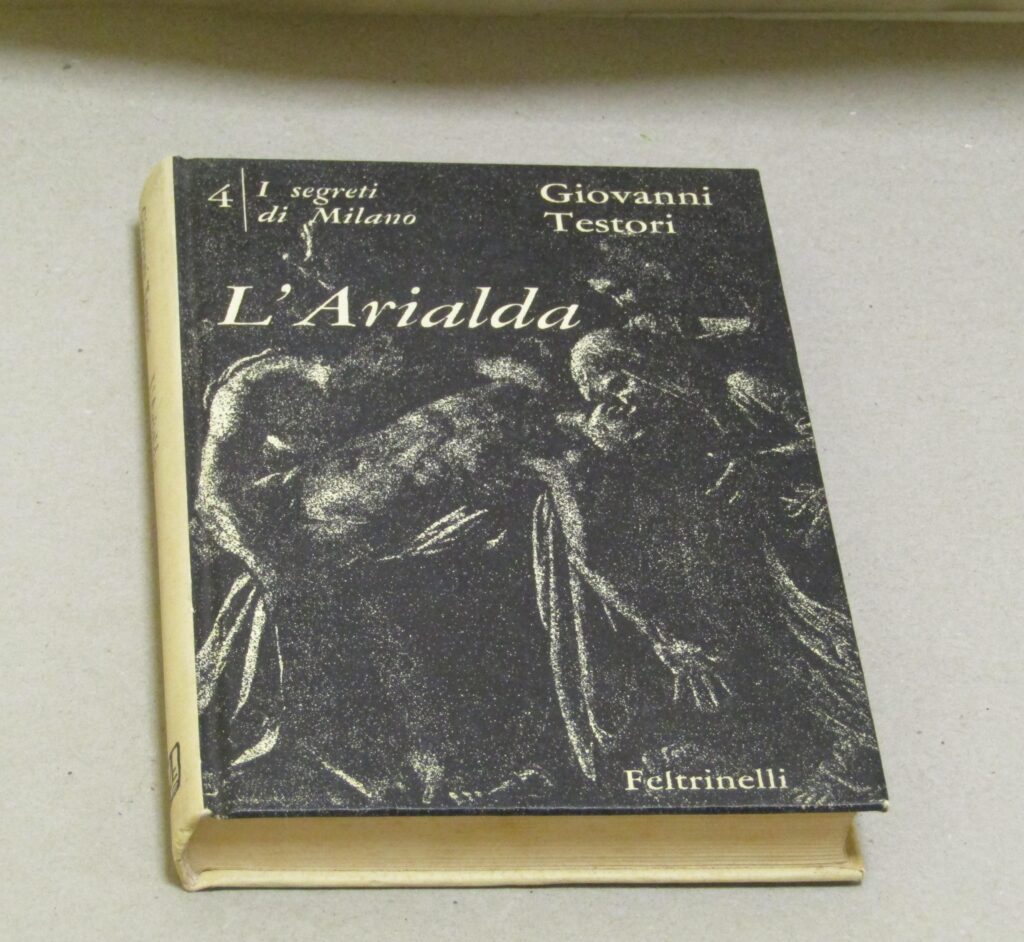 4
I segreti
di Milano
Giovanni
Testori
L'Arialda
Feltrinelli